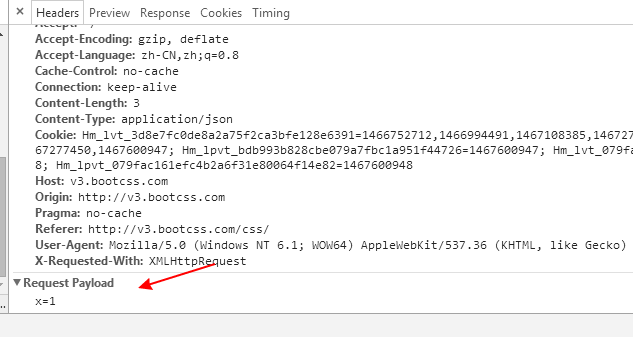 × Headers Preview Response Cookies Timing
Accept-Encoding: gzip, deflate
Accept-Language: zh-CN,zh;q=0.8
Cache-Control: no-cache
Connection: keep-alive
Content-Length: 3
Content-Type: application/json
Cookie: Hm_lvt_3d8e7fc0de8a2a75f2ca3bfe128e6391=1466752712,1466994491,1467108385,146727
67277450,1467600947; Hm_lpvt_bdb993b828cbe079a7fbc1a951f44726=1467600947; Hm_lvt_079fa
8; Hm_lpvt_079fac161efc4b2a6f31e80064f14e82=1467600948
Host: v3.bootcss.com
Origin: http://v3.bootcss.com
Pragma: no-cache
Referer: http://v3.bootcss.com/css/
User-Agent: Mozilla/5.0 (Windows NT 6.1; WOW64) AppleWebKit/537.36 (KHTML, like Gecko)
X-Requested-With: XMLHttpRequest
▼Request Payload
x=1